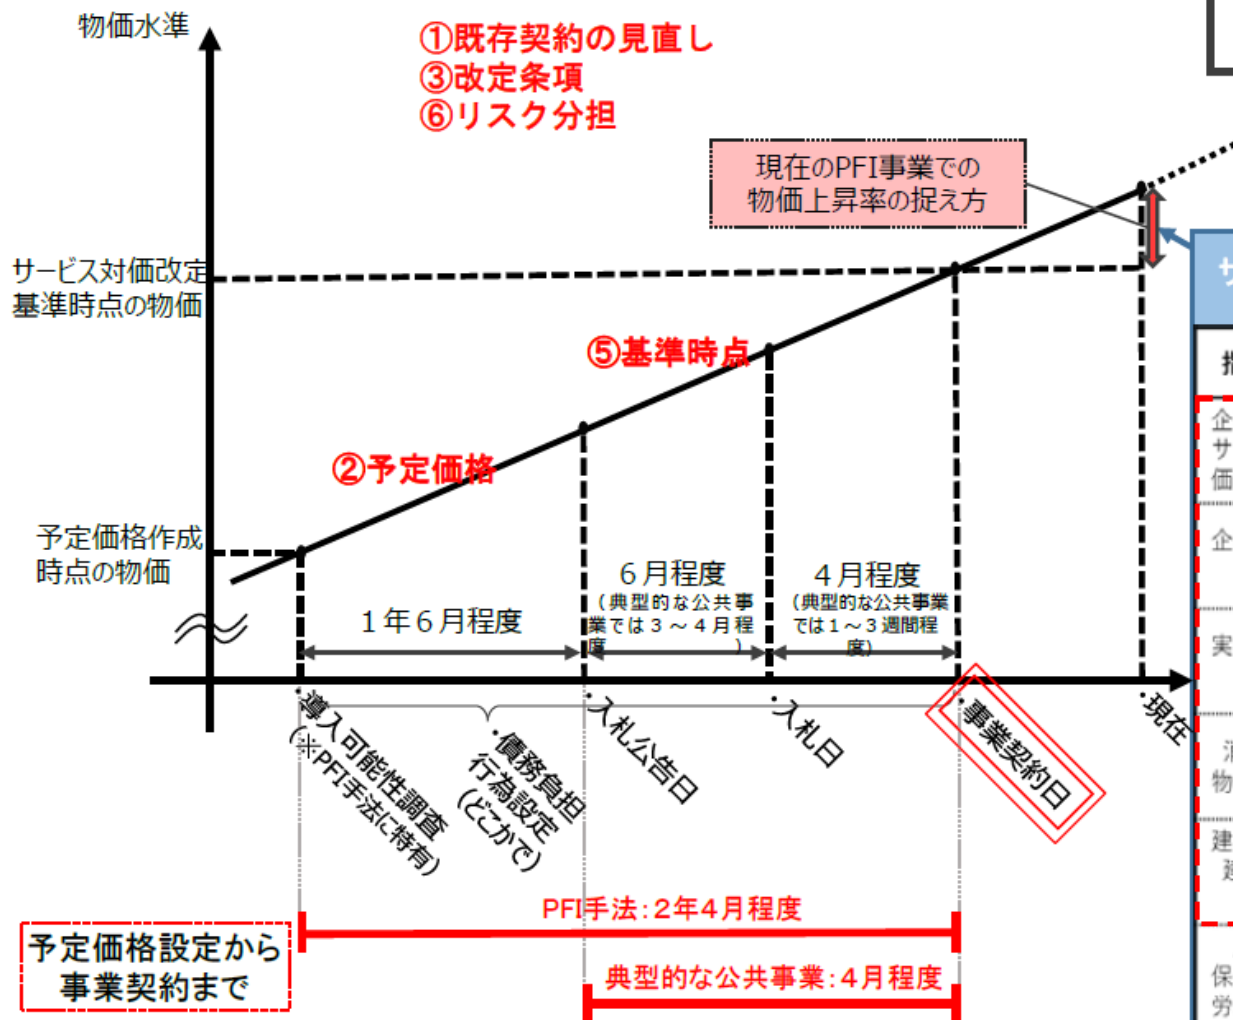 物価水準
①既存契約の見直し
③改定条項
⑥リスク分担
現在のPFI事業での
物価上昇率の捉え方
サービス対価改定
基準時点の物価
⑤基準時点
②予定価格
予定価格作成
時点の物価
1年6月程度
6月程度
(典型的な公共事
業では3～4月程
度)
4月程度
(典型的な公共事業
では1～3週間程
度)
・導入可能性調査
(※PFI手法に特有)
・債務負担
行為設定
(どこかで)
・入札公告日
・入札日
・事業契約日
・現在
PFI手法:2年4月程度
予定価格設定から
事業契約まで
典型的な公共事業:4月程度
サ
企
サ
価
企
実
物
建
保
労